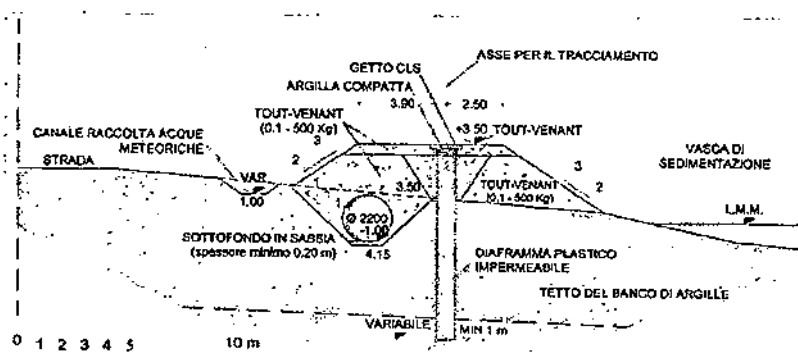 ASSE PER IL TRACCIAMENTO
GETTO CLS
ARGILLA COMPATTA
3.90
2.50
TOUT-VENANT
(0.1 - 500 Kg)
+3.50
TOUT-VENANT
CANALE RACCOLTA ACQUE
METEORICHE
STRADA
3
2
VASCA DI
SEDIMENTAZIONE
VAR.
1.00
3.50
TOUT-VENANT
(0.1 - 500 Kg)
3
2
1
Ø 2200
-1.00
L.M.M.
SOTTOFONDO IN SABBIA
(spessore minimo 0.20 m)
4.15
DIAFRAMMA PLASTICO
IMPERMEABILE
TETTO DEL BANCO DI ARGILLE
VARIABILE
MIN 1 m
0 1 2 3 4 5 10 m